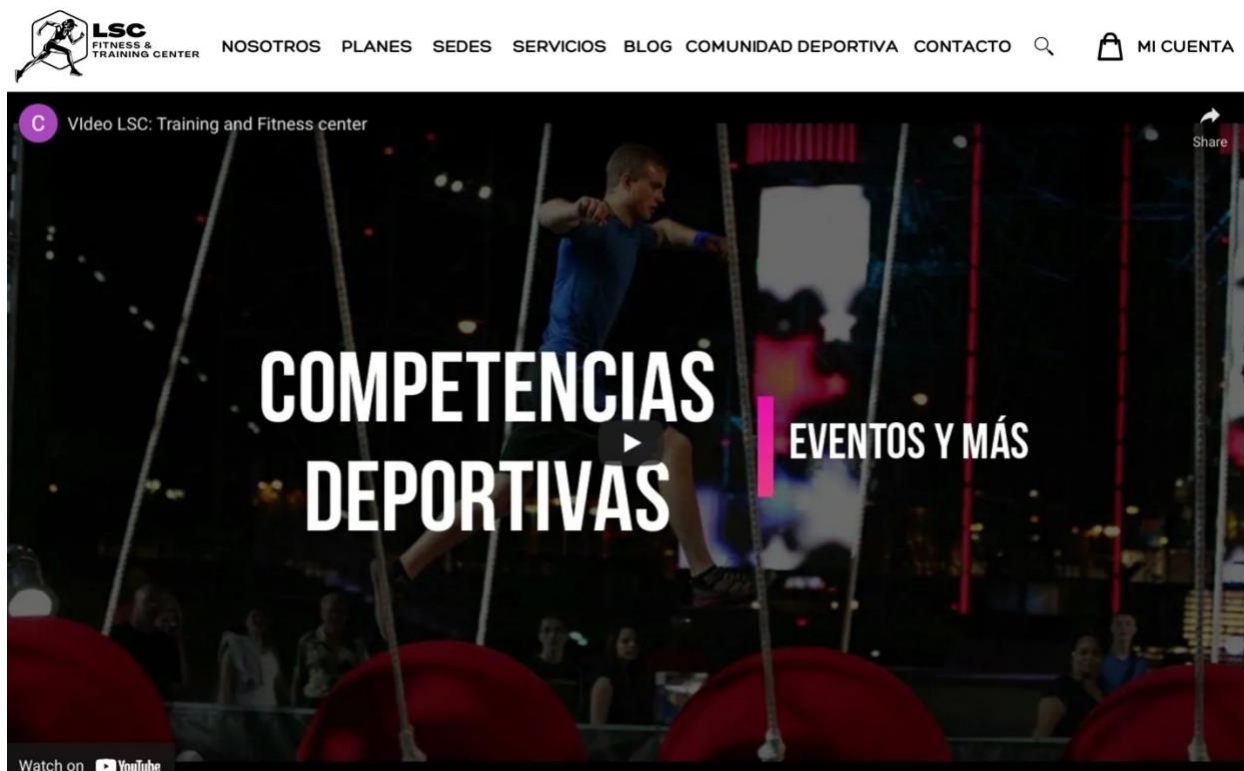 LSC
FITNESS &
TRAINING CENTER
NOSOTROS PLANES SEDES SERVICIOS BLOG COMUNIDAD DEPORTIVA CONTACTO MI CUENTA
C VIdeo LSC: Training and Fitness center
Share
COMPETENCIAS
DEPORTIVAS
EVENTOS Y MÁS
Watch on YouTube